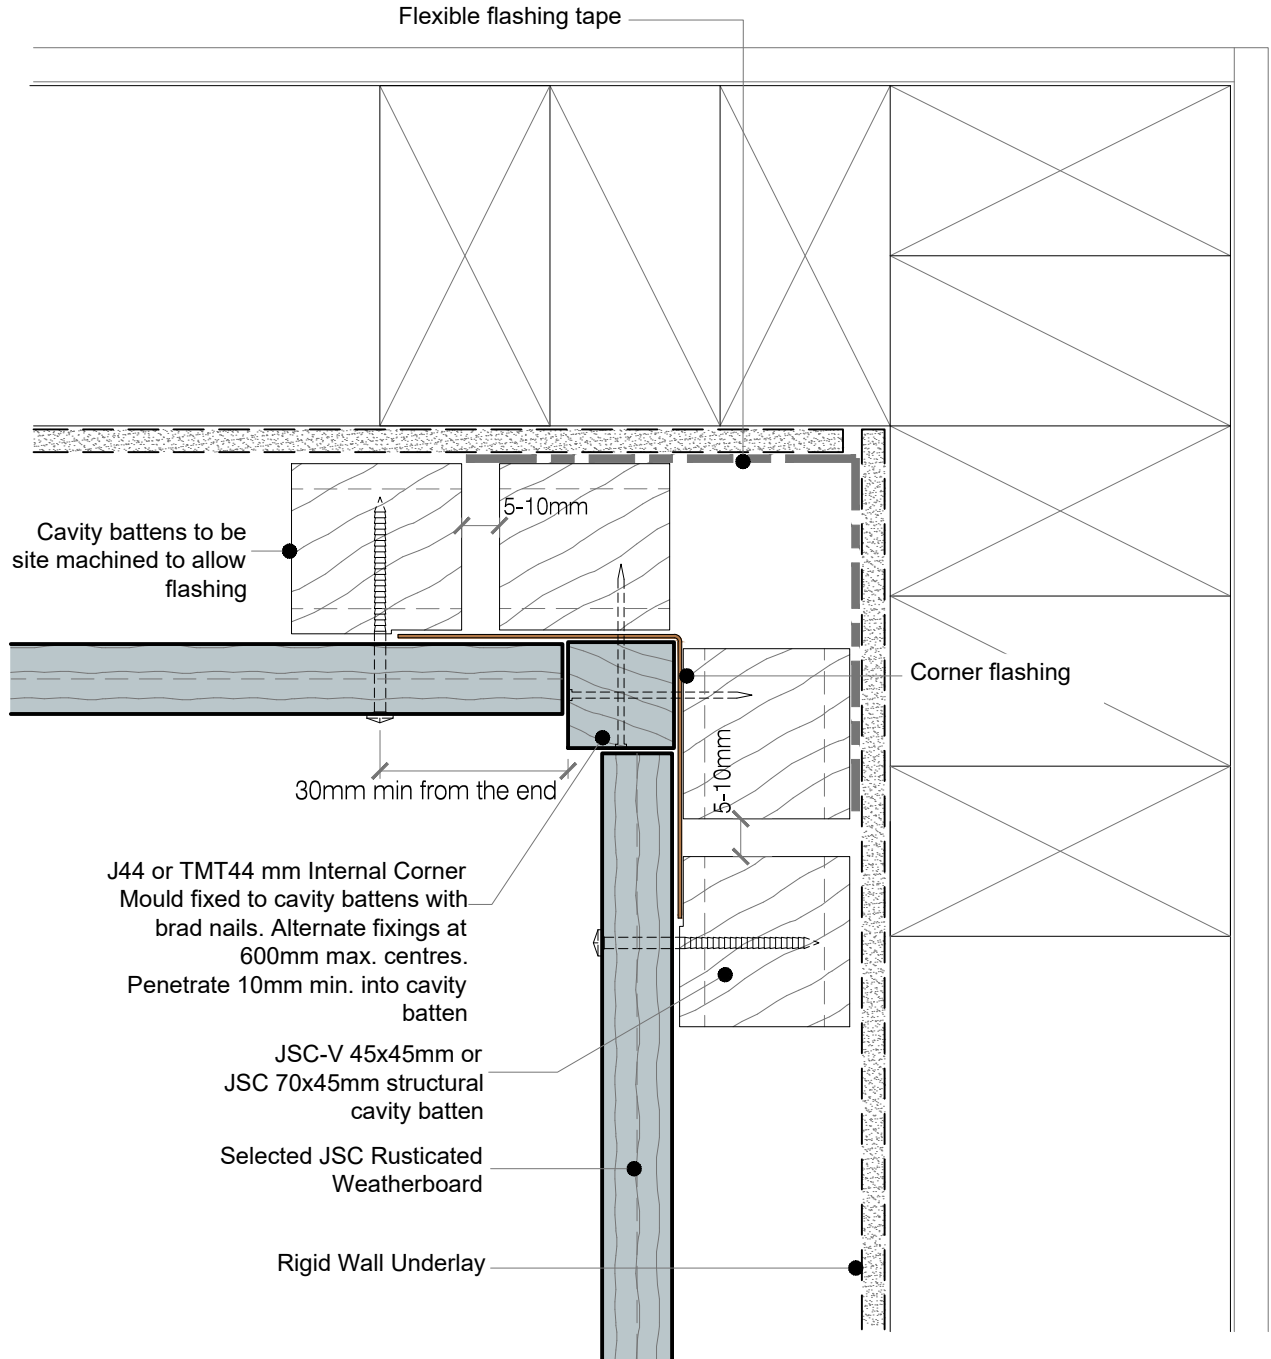 Flexible flashing tape
5-10mm
Cavity battens to be
site machined to allow
flashing
Corner flashing
5-10mm
30mm min from the end
J44 or TMT44 mm Internal Corner
Mould fixed to cavity battens with
brad nails. Alternate fixings at
600mm max. centres.
Penetrate 10mm min. into cavity
batten
JSC-V 45x45mm or
JSC 70x45mm structural
cavity batten
Selected JSC Rusticated
Weatherboard
Rigid Wall Underlay